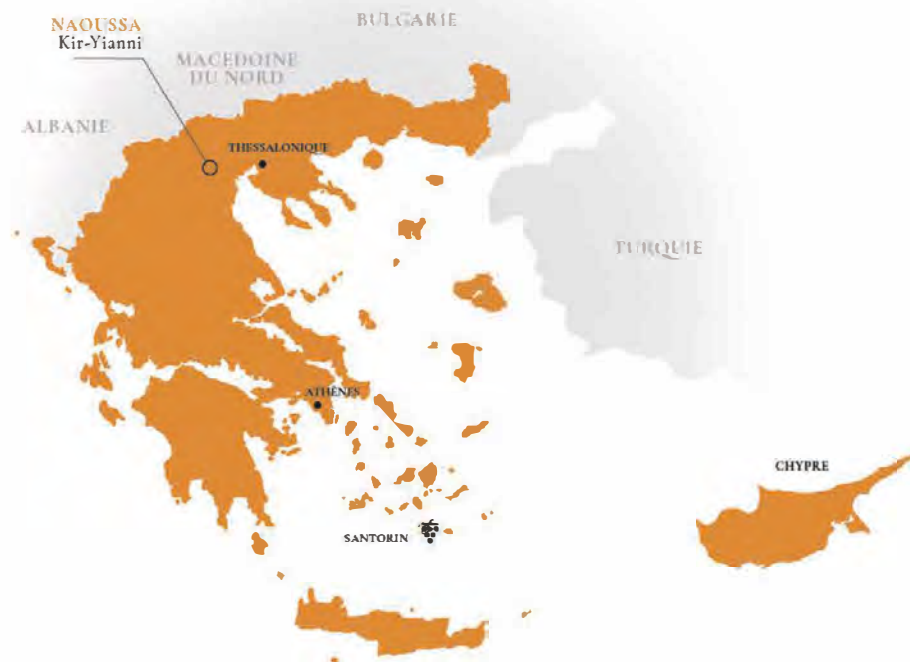 BULGARIE
NAOUSSA
Kir-Yianni
MACEDOINE
DU NORD
ALBANIE
THESSALONIQUE
TURQUIE
ATHÈNES
CHYPRE
SANTORIN